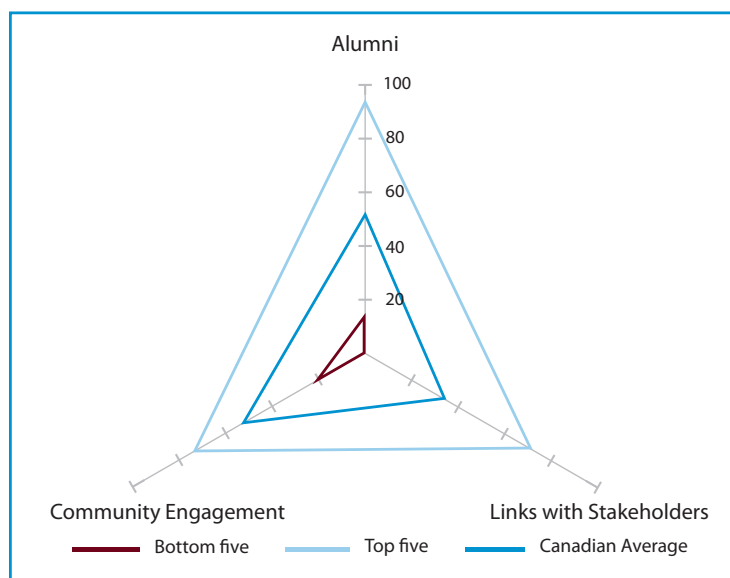 Alumni
100
80
60
40
20
Community Engagement
Links with Stakeholders
Bottom five
Top five
Canadian Average